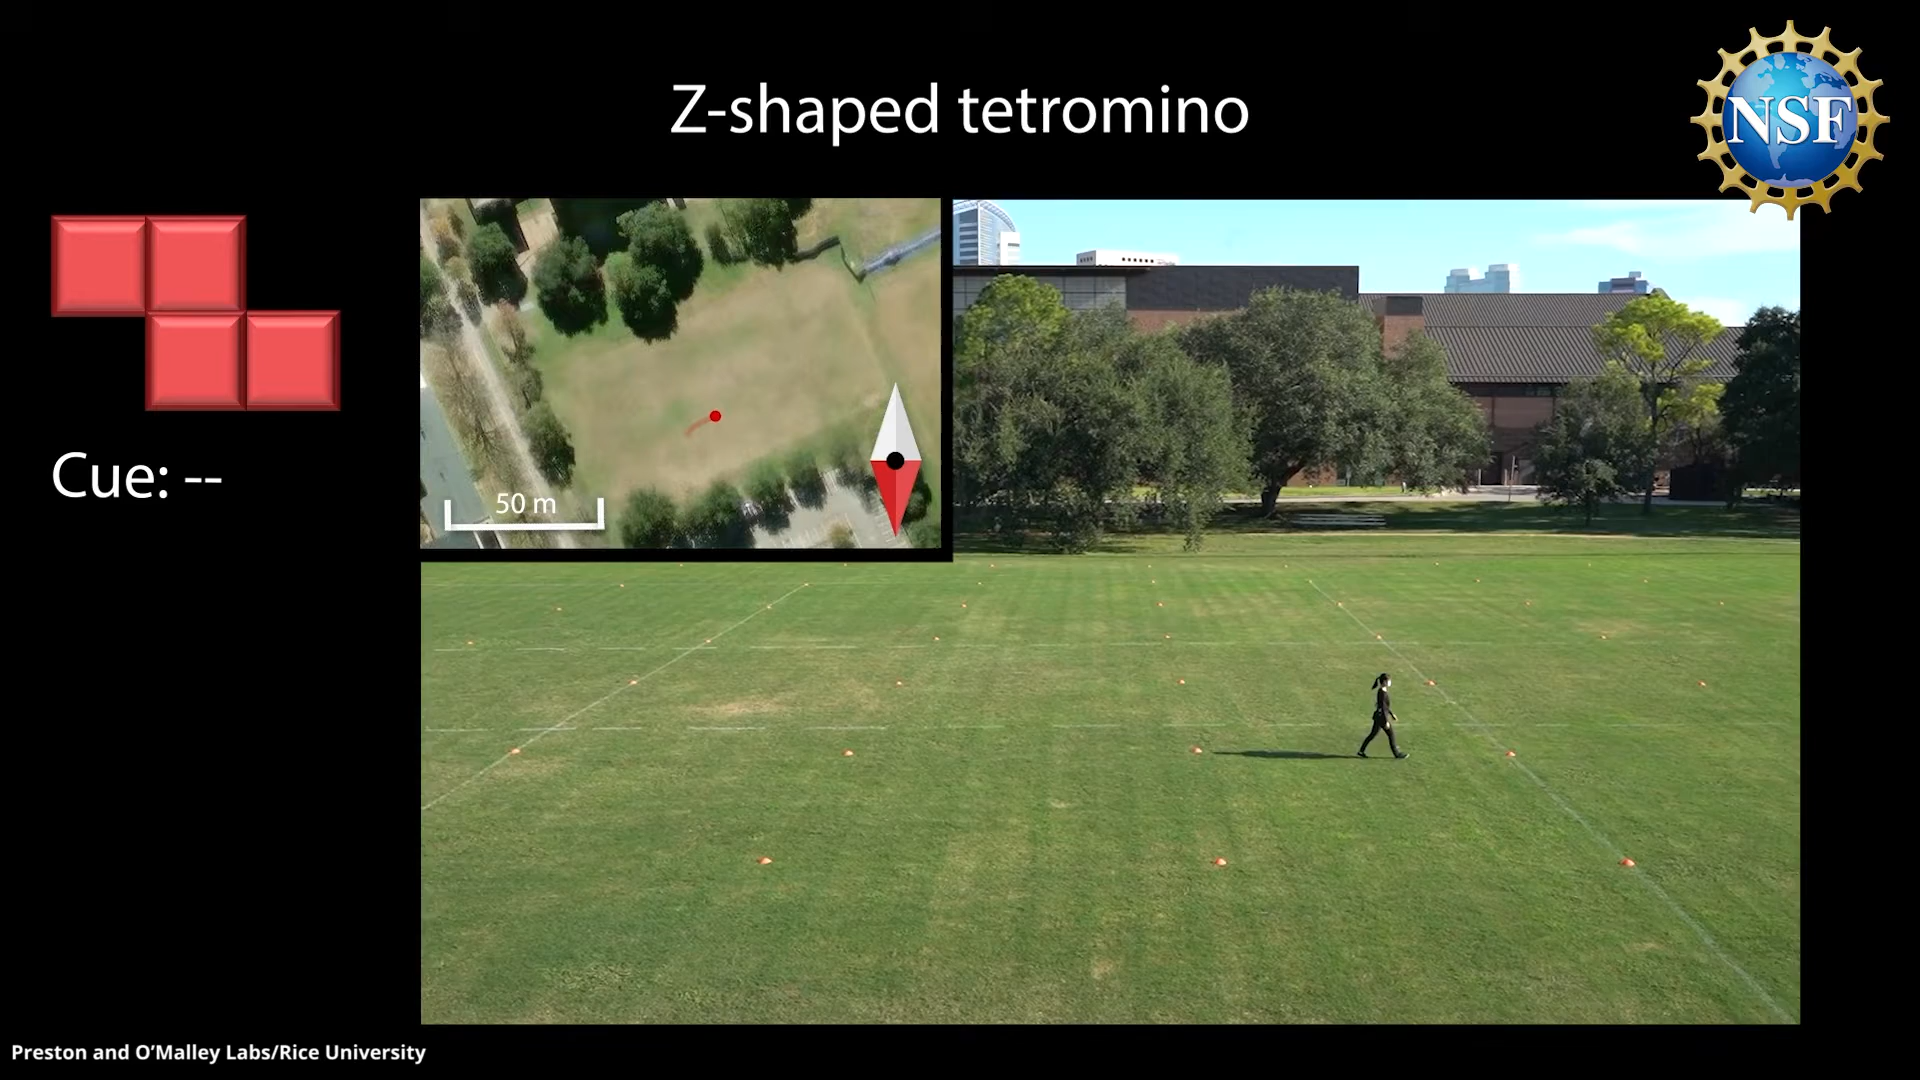 Z-shaped tetromino
NSF
Cue: --
50 m
Preston and O’Malley Labs/Rice University